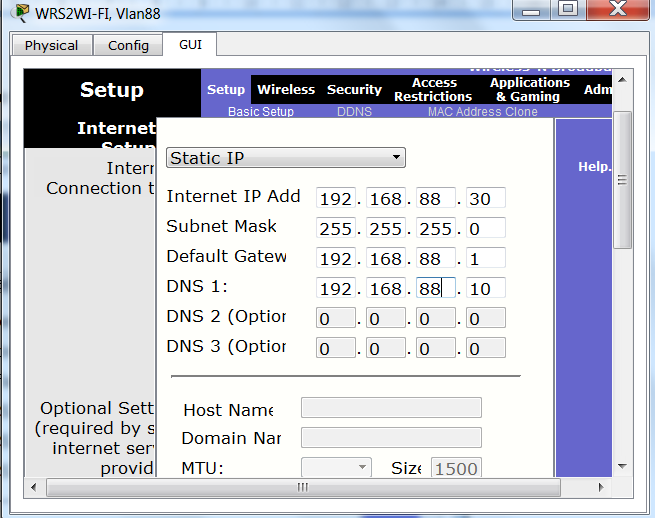 WRS2WI-FI, Vlan88
Physical Config GUI
Setup
Setup Wireless Security Access Restrictions Applications & Gaming Adm
Basic Setup DDNS MAC Address Clone
Internet
Static IP
Help.
Connection t
Internet IP Add 192 . 168 . 88 . 30
Subnet Mask 255 . 255 . 255 . 0
Default Gatew 192 . 168 . 88 . 1
DNS 1: 192 . 168 . 88 . 10
DNS 2 (Option 0 . 0 . 0 . 0
DNS 3 (Option 0 . 0 . 0 . 0
Optional Sett
(required by s
internet ser
provid
Host Name
Domain Nar
MTU: Size 1500